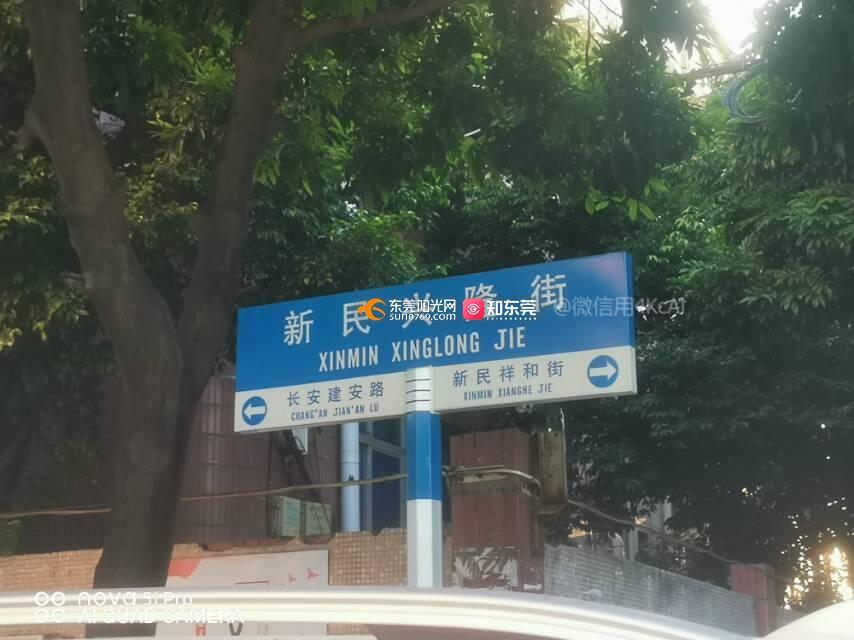 新民兴隆街
XINMIN XINGLONG JIE
长安建安路
CHANG'AN JIAN'AN LU
新民祥和街
XINMIN XIANGHE JIE
东莞阳光网
sun0769.com
知东莞
@微信用4KcAJ
nova 5i Pro
AI QUAD CAMERA